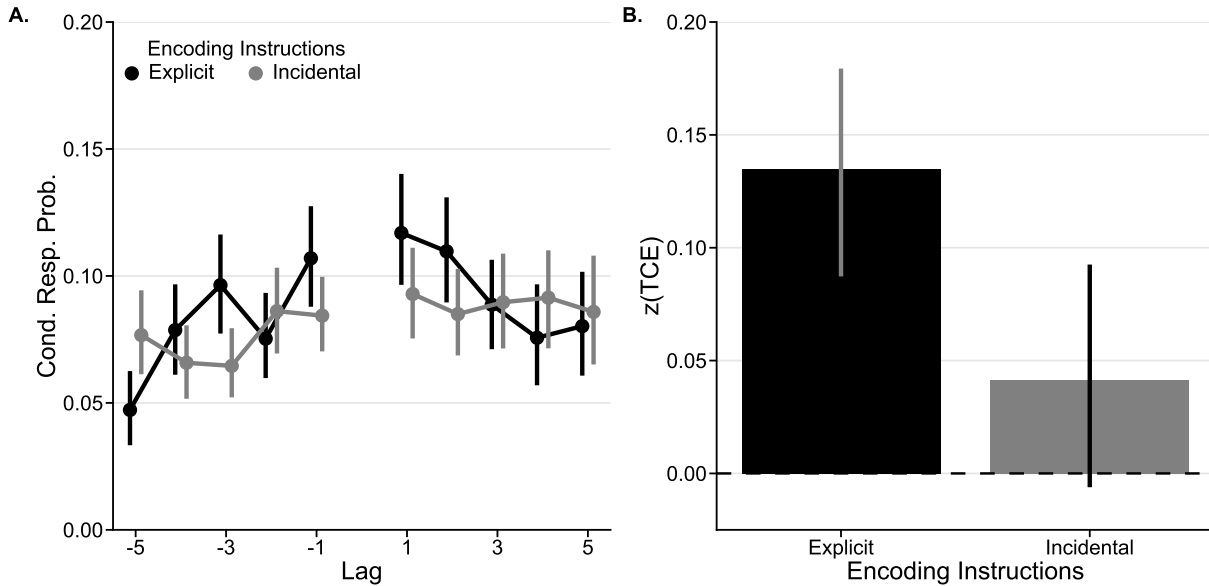 A.
Encoding Instructions
Explicit Incidental
Cond. Resp. Prob.
0.20
0.15
0.10
0.05
0.00
-5 -3 -1 1 3 5
Lag
B.
z(TCE)
0.20
0.15
0.10
0.05
0.00
Explicit Incidental
Encoding Instructions